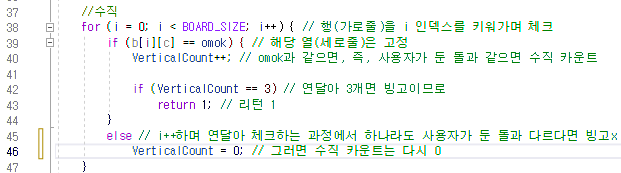 37 //수직
38 for (i = 0; i < BOARD_SIZE; i++) { // 행(가로줄)을 i 인덱스를 키워가며 체크
39 if (b[i][c] == omok) { // 해당 열(세로줄)은 고정
40 VerticalCount++; // omok과 같으면, 즉, 사용자가 둔 돌과 같으면 수직 카운트
41
42 if (VerticalCount == 3) // 연달아 3개면 빙고이므로
43 return 1; // 리턴 1
44 }
45 else // i++하며 연달아 체크하는 과정에서 하나라도 사용자가 둔 돌과 다르다면 빙고x
46 VerticalCount = 0; // 그러면 수직 카운트는 다시 0
47 }